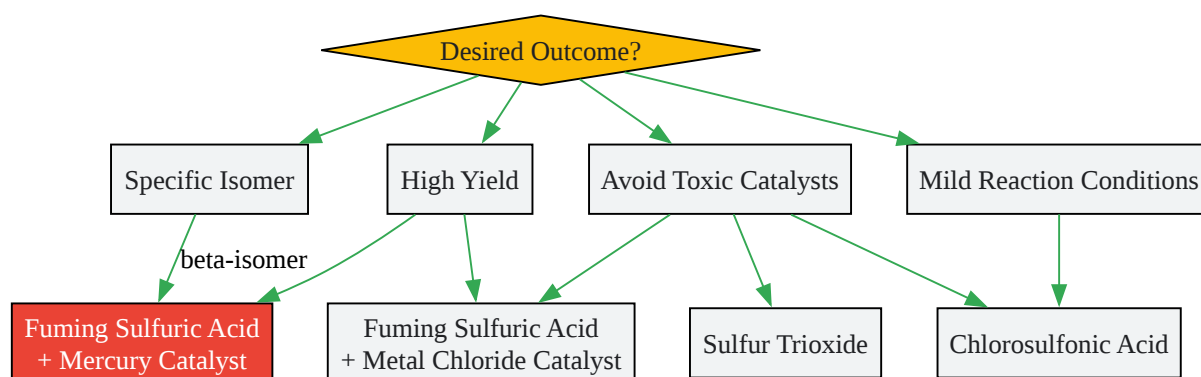 Desired Outcome?
Specific Isomer
High Yield
Avoid Toxic Catalysts
Mild Reaction Conditions
beta-isomer
Fuming Sulfuric Acid
+ Mercury Catalyst
Fuming Sulfuric Acid
+ Metal Chloride Catalyst
Sulfur Trioxide
Chlorosulfonic Acid